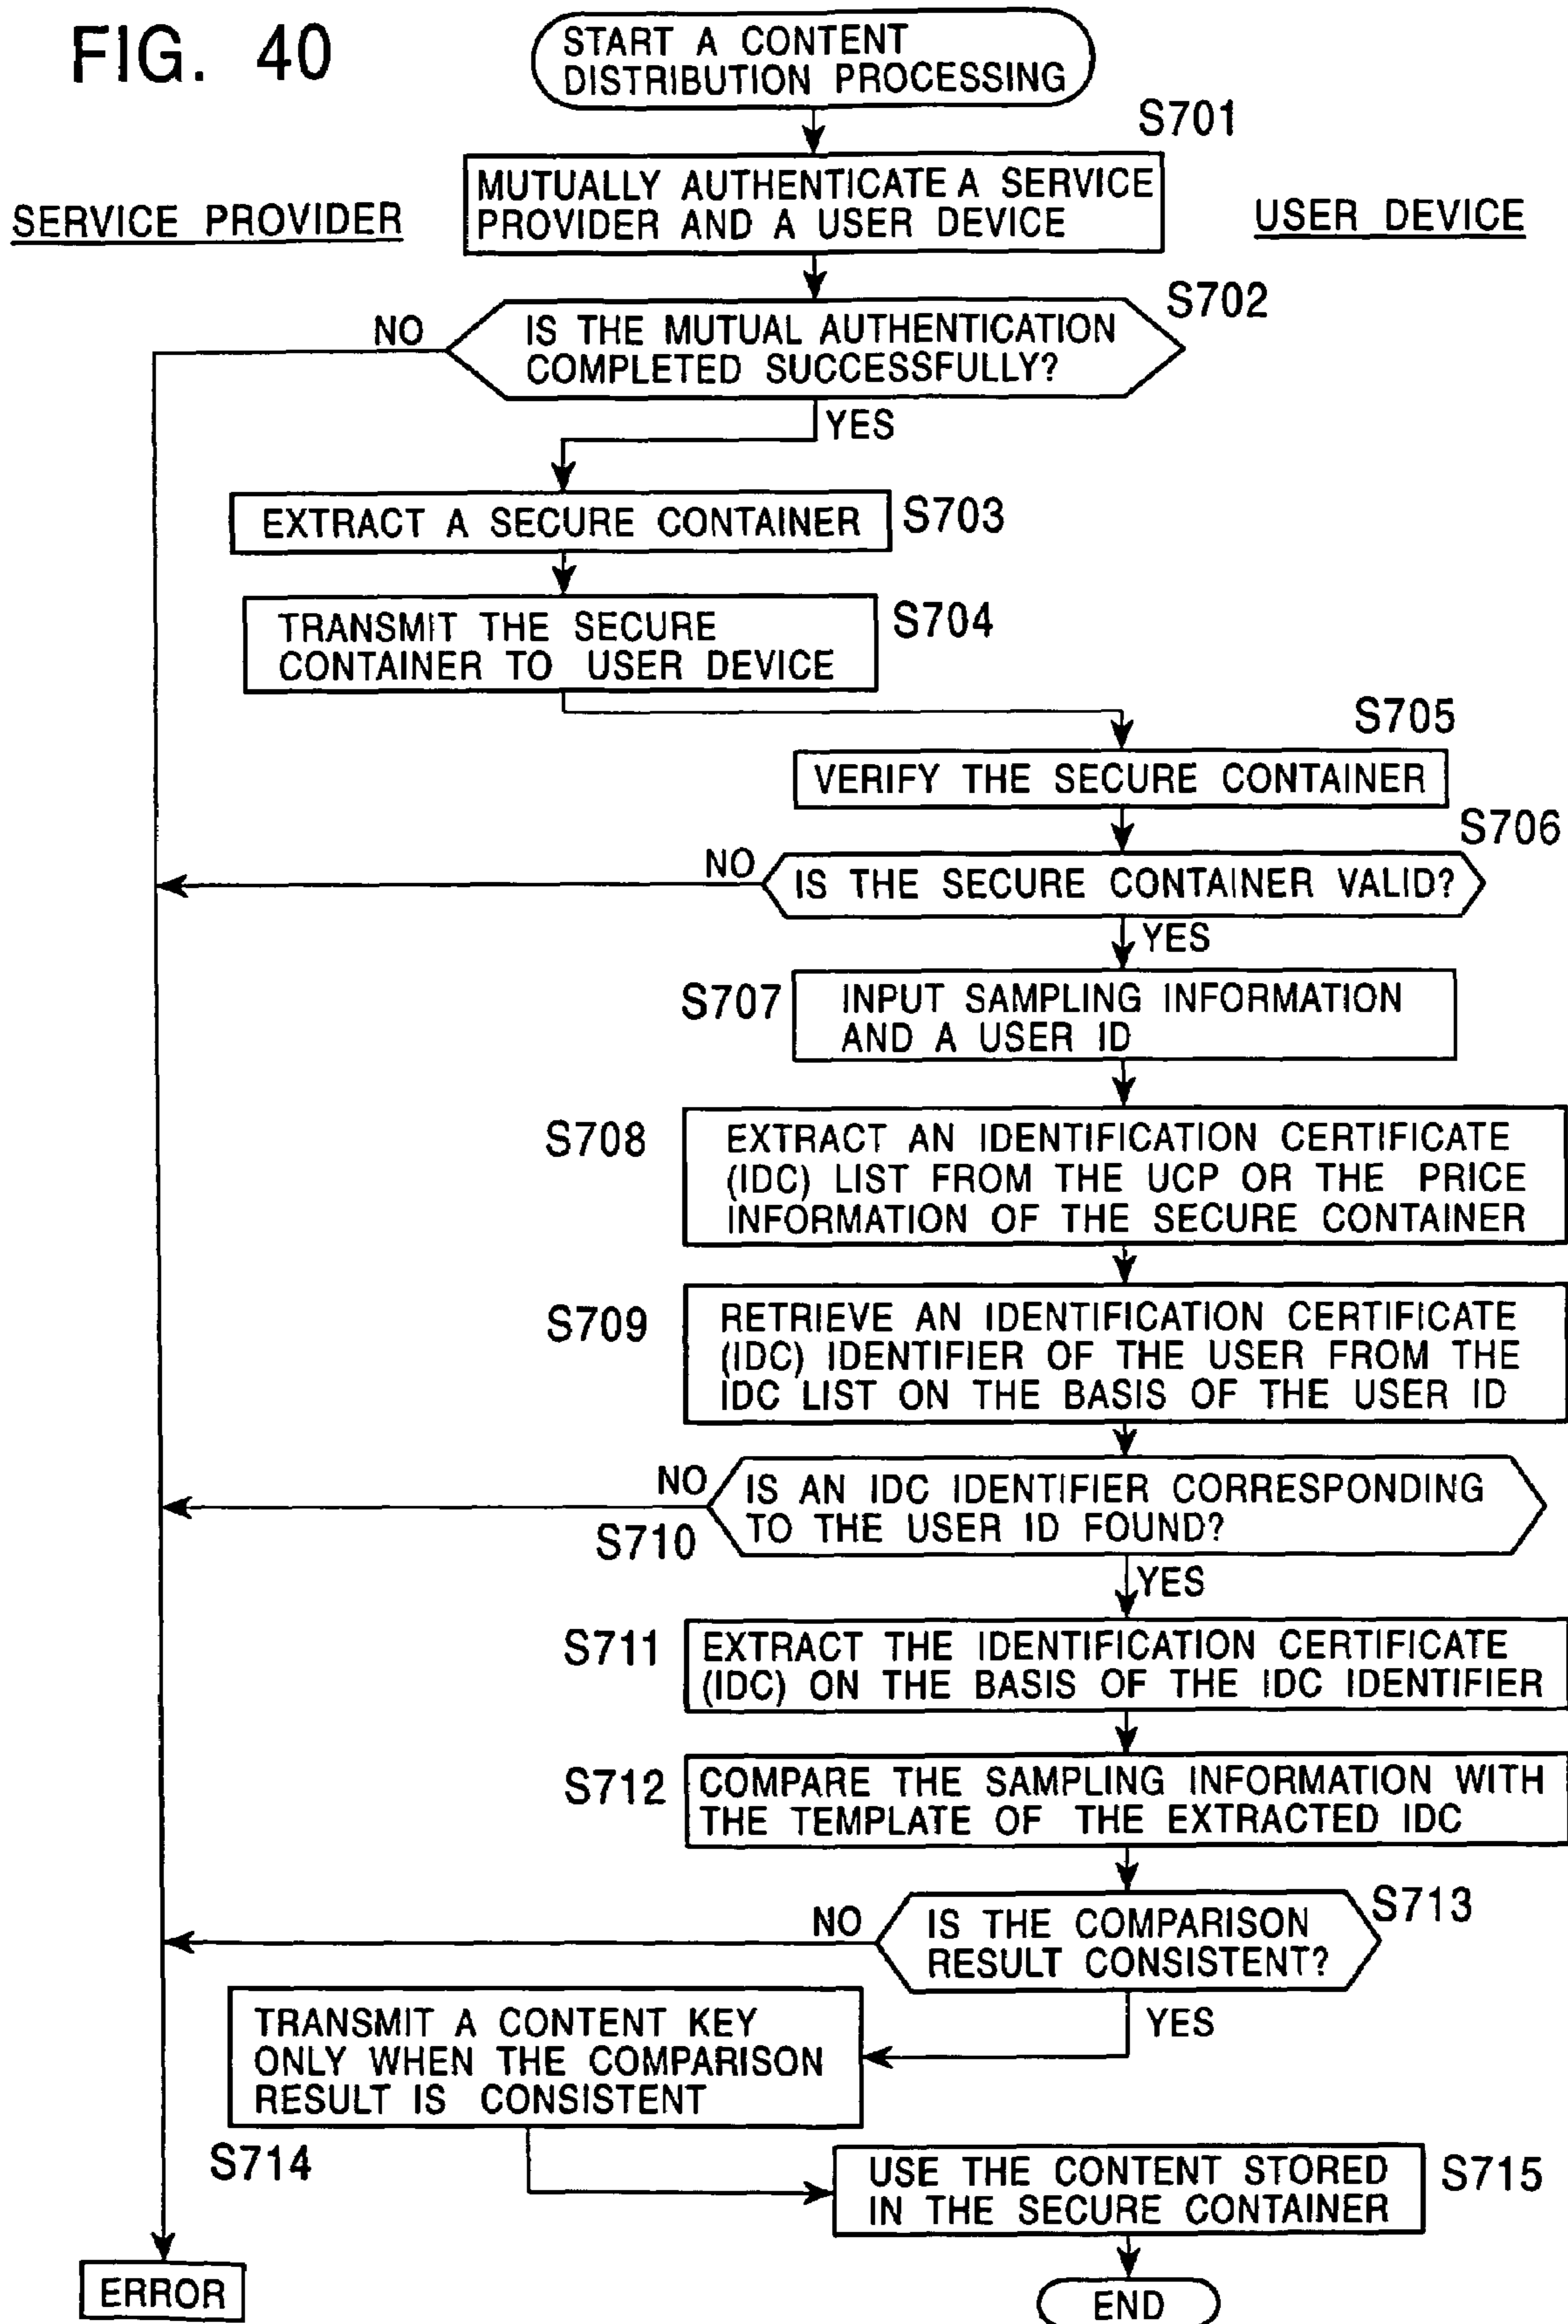 FIG. 40
START A CONTENT
DISTRIBUTION PROCESSING
S701
MUTUALLY AUTHENTICATE A SERVICE
PROVIDER AND A USER DEVICE
SERVICE PROVIDER
USER DEVICE
S702
NO
IS THE MUTUAL AUTHENTICATION
COMPLETED SUCCESSFULLY?
YES
EXTRACT A SECURE CONTAINER
S703
TRANSMIT THE SECURE
CONTAINER TO USER DEVICE
S704
S705
VERIFY THE SECURE CONTAINER
S706
NO
IS THE SECURE CONTAINER VALID?
YES
S707
INPUT SAMPLING INFORMATION
AND A USER ID
S708
EXTRACT AN IDENTIFICATION CERTIFICATE
(IDC) LIST FROM THE UCP OR THE PRICE
INFORMATION OF THE SECURE CONTAINER
S709
RETRIEVE AN IDENTIFICATION CERTIFICATE
(IDC) IDENTIFIER OF THE USER FROM THE
IDC LIST ON THE BASIS OF THE USER ID
NO
IS AN IDC IDENTIFIER CORRESPONDING
TO THE USER ID FOUND?
S710
YES
S711
EXTRACT THE IDENTIFICATION CERTIFICATE
(IDC) ON THE BASIS OF THE IDC IDENTIFIER
S712
COMPARE THE SAMPLING INFORMATION WITH
THE TEMPLATE OF THE EXTRACTED IDC
S713
NO
IS THE COMPARISON
RESULT CONSISTENT?
YES
TRANSMIT A CONTENT KEY
ONLY WHEN THE COMPARISON
RESULT IS CONSISTENT
S714
USE THE CONTENT STORED
IN THE SECURE CONTAINER
S715
ERROR
END